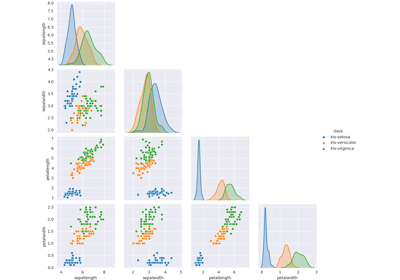 8.0
7.5
7.0
6.5
6.0
5.5
5.0
4.5
sepallength
4.5
4.0
3.5
3.0
2.5
2.0
sepalwidth
7
6
5
4
3
2
1
petallength
2.5
2.0
1.5
1.0
0.5
0.0
petalwidth
4 6 8
sepallength
2 3 4 5
sepalwidth
2 4 6
petallength
0 1 2 3
petalwidth
class
Iris-setosa
Iris-versicolor
Iris-virginica